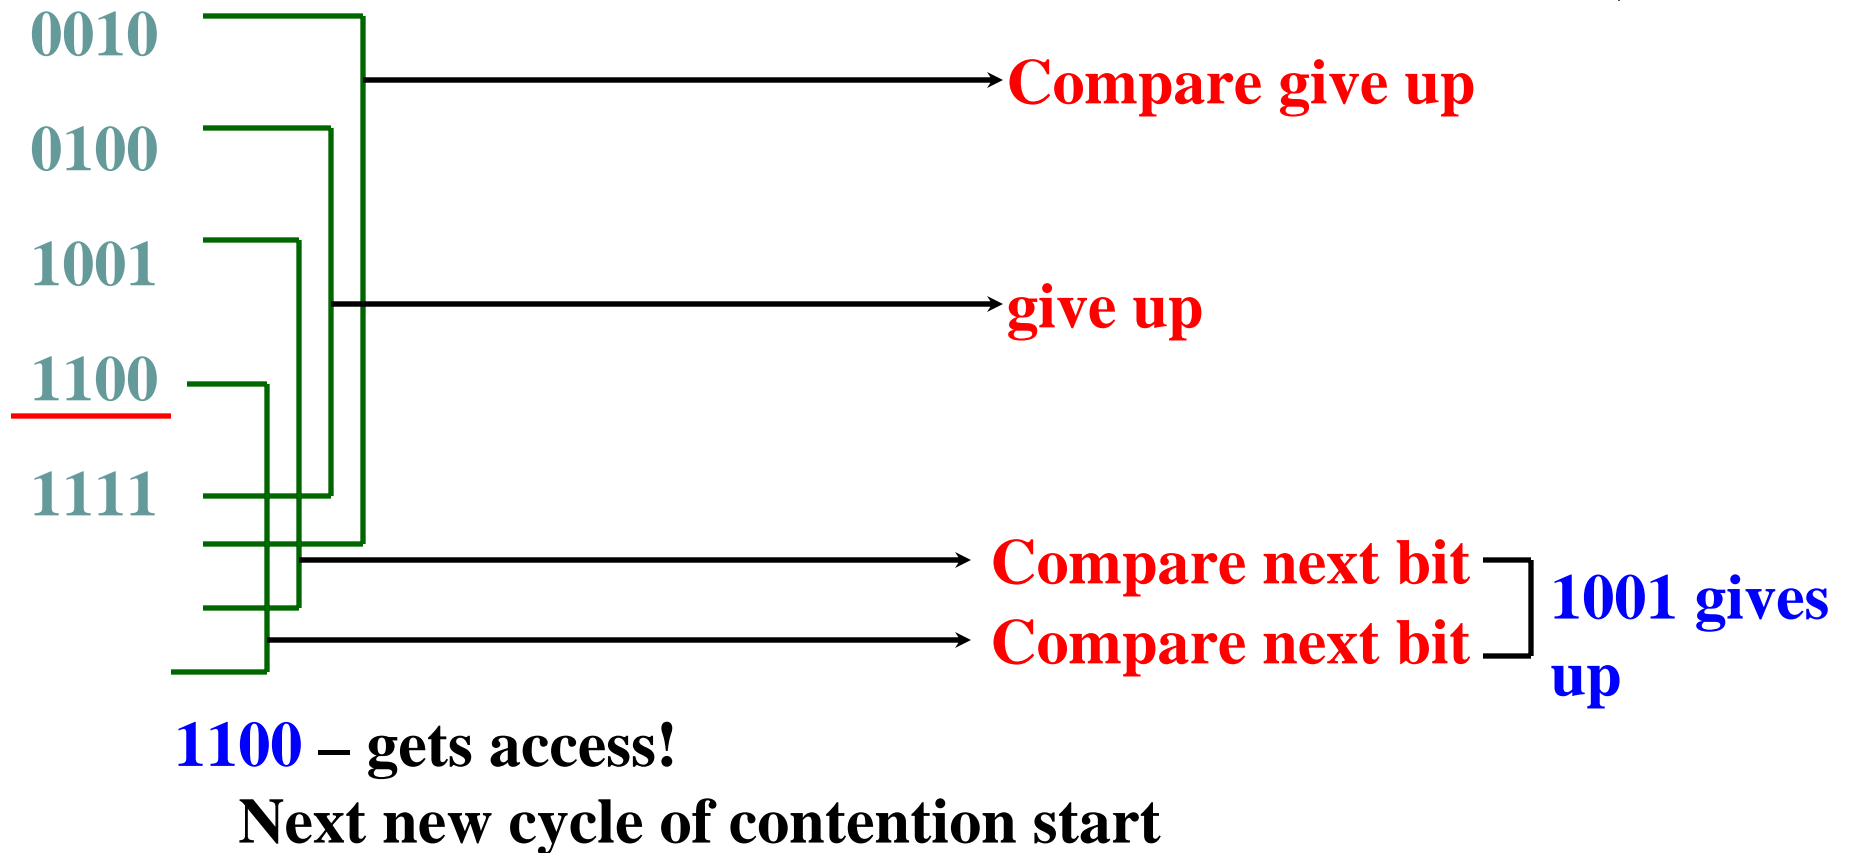 0010
Compare give up
0100
1001
give up
1100
1111
Compare next bit
1001 gives
Compare next bit
up
1100 – gets access!
Next new cycle of contention start